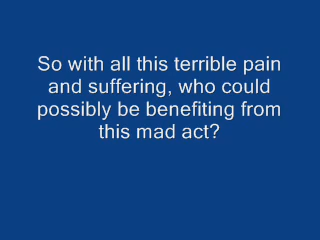 So with all this terrible pain
and suffering, who could
possibly be benefiting from
this mad act?